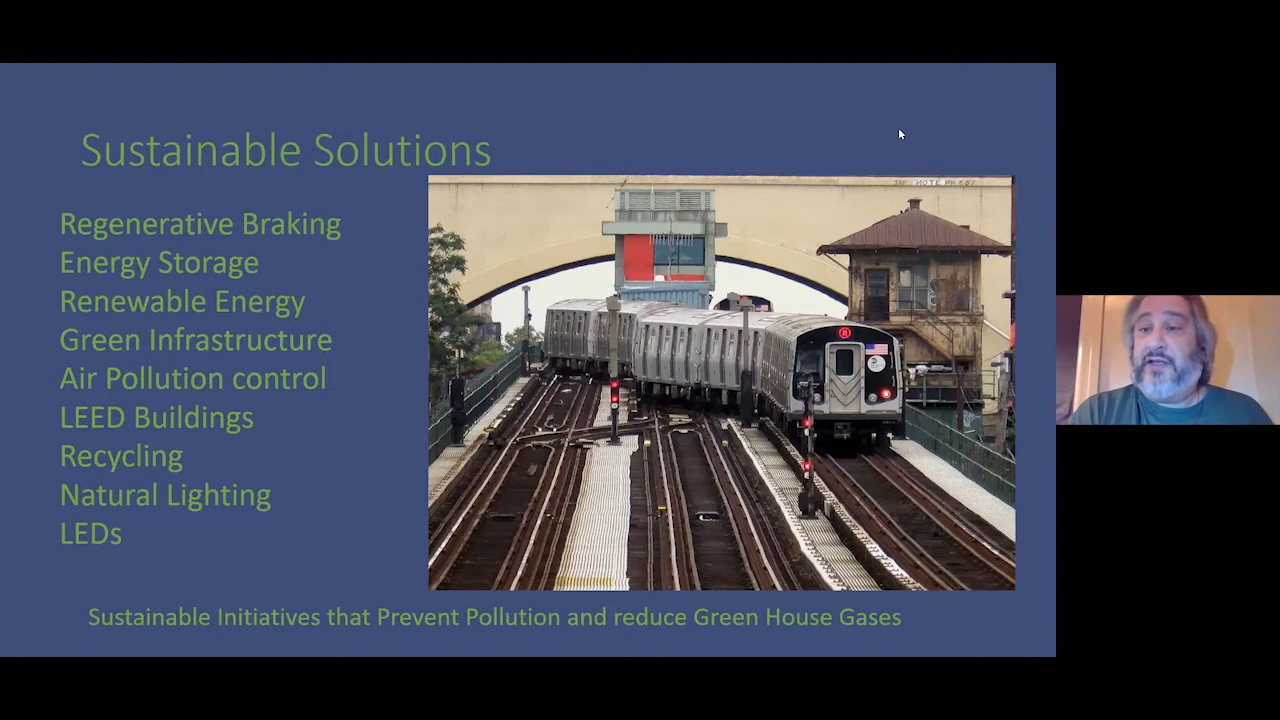 Sustainable Solutions
Regenerative Braking
Energy Storage
Renewable Energy
Green Infrastructure
Air Pollution control
LEED Buildings
Recycling
Natural Lighting
LEDs
Sustainable Initiatives that Prevent Pollution and reduce Green House Gases